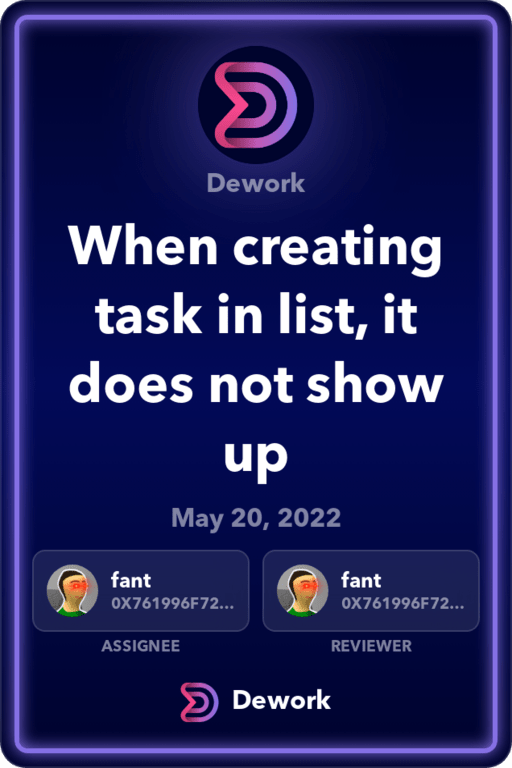 Dework
When creating
task in list, it
does not show
up
May 20, 2022
fant
0X761996F72...
ASSIGNEE
fant
0X761996F72...
REVIEWER
Dework